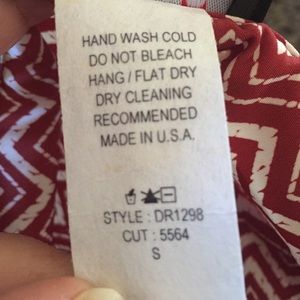 HAND WASH COLD
DO NOT BLEACH
HANG / FLAT DRY
DRY CLEANING
RECOMMENDED
MADE IN U.S.A.
STYLE : DR1298
CUT : 5564
S